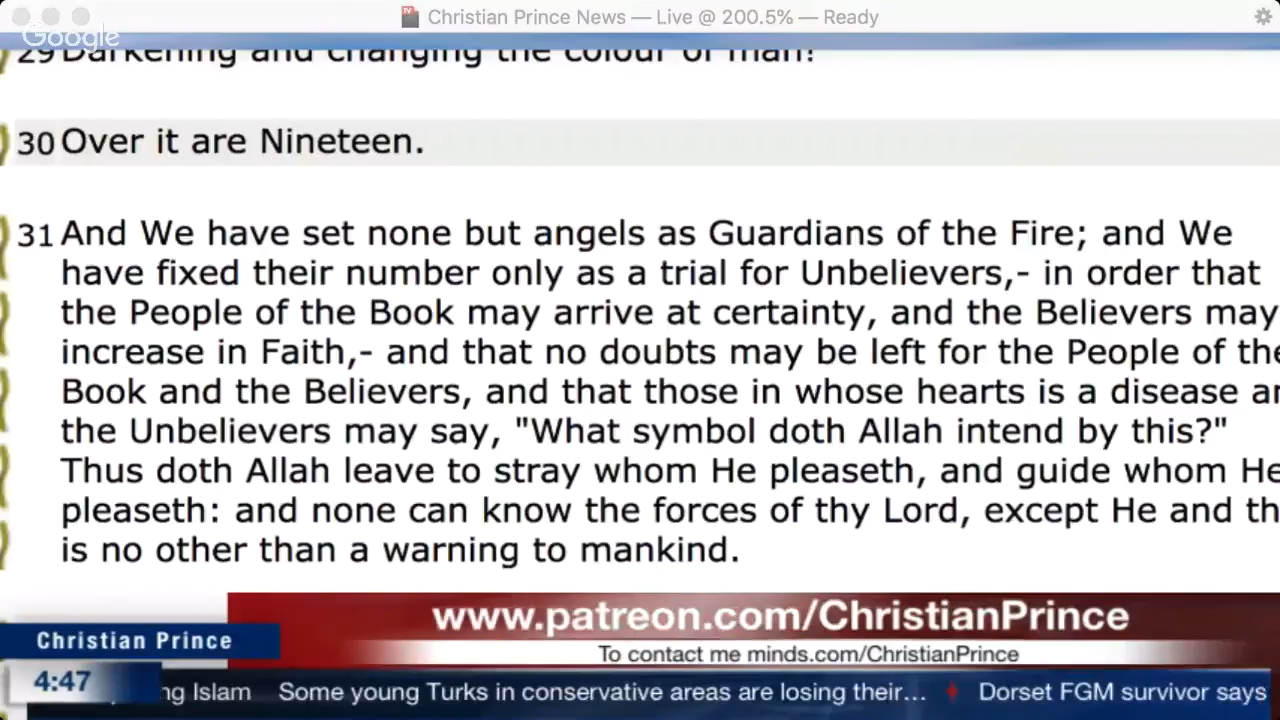 Christian Prince News — Live @ 200.5% — Ready
Google
29 Darkening and changing the colour of man!
30 Over it are Nineteen.
31 And We have set none but angels as Guardians of the Fire; and We
have fixed their number only as a trial for Unbelievers,- in order that
the People of the Book may arrive at certainty, and the Believers may
increase in Faith,- and that no doubts may be left for the People of the
Book and the Believers, and that those in whose hearts is a disease
the Unbelievers may say, "What symbol doth Allah intend by this?"
Thus doth Allah leave to stray whom He pleaseth, and guide whom He
pleaseth: and none can know the forces of thy Lord, except He and
is no other than a warning to mankind.
www.patreon.com/ChristianPrince
Christian Prince
To contact me minds.com/ChristianPrince
4:47
Islam Some young Turks in conservative areas are losing their... Dorset FGM survivor says